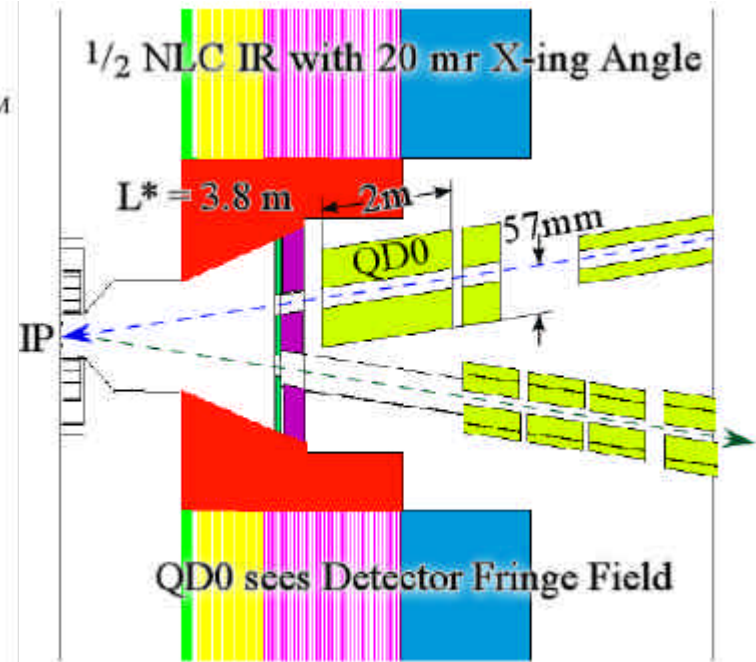 1/2 NLC IR with 20 mr X-ing Angle
M
L* = 3.8 m
2m
57mm
QD0
IP
QD0 sees Detector Fringe Field